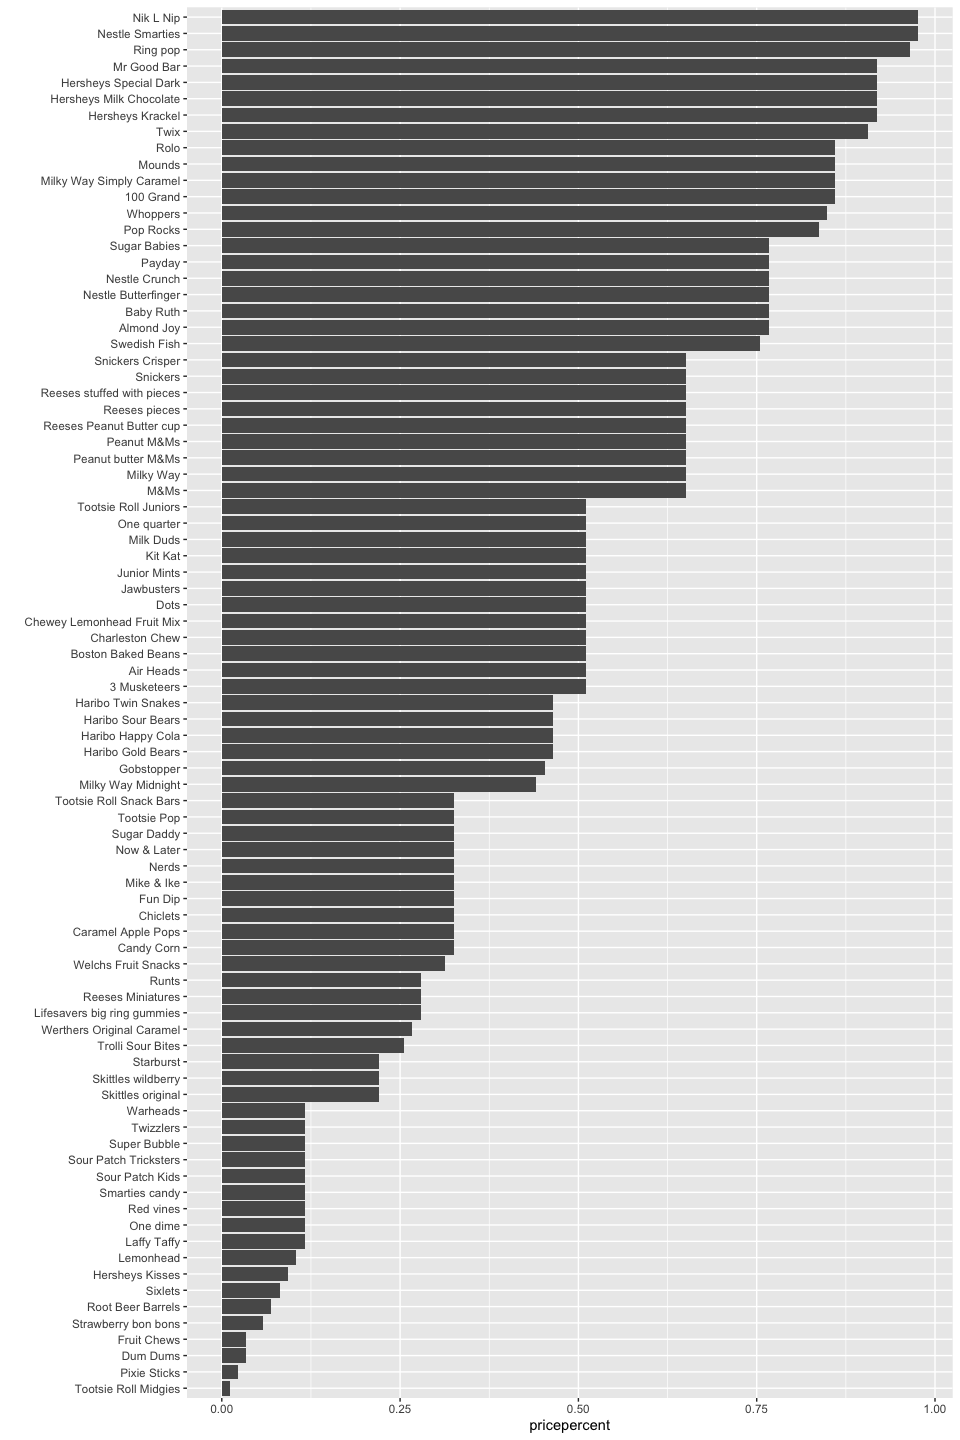 Nik L Nip
Nestle Smarties
Ring pop
Mr Good Bar
Hersheys Special Dark
Hersheys Milk Chocolate
Hersheys Krackel
Twix
Rolo
Mounds
Milky Way Simply Caramel
100 Grand
Whoppers
Pop Rocks
Sugar Babies
Payday
Nestle Crunch
Nestle Butterfinger
Baby Ruth
Almond Joy
Swedish Fish
Snickers Crisper
Snickers
Reeses stuffed with pieces
Reeses pieces
Reeses Peanut Butter cup
Peanut M&Ms
Peanut butter M&Ms
Milky Way
M&Ms
Tootsie Roll Juniors
One quarter
Milk Duds
Kit Kat
Junior Mints
Jawbusters
Dots
Chewey Lemonhead Fruit Mix
Charleston Chew
Boston Baked Beans
Air Heads
3 Musketeers
Haribo Twin Snakes
Haribo Sour Bears
Haribo Happy Cola
Haribo Gold Bears
Gobstopper
Milky Way Midnight
Tootsie Roll Snack Bars
Tootsie Pop
Sugar Daddy
Now & Later
Nerds
Mike & Ike
Fun Dip
Chiclets
Caramel Apple Pops
Candy Corn
Welchs Fruit Snacks
Runts
Reeses Miniatures
Lifesavers big ring gummies
Werthers Original Caramel
Trolli Sour Bites
Starburst
Skittles wildberry
Skittles original
Warheads
Twizzlers
Super Bubble
Sour Patch Tricksters
Sour Patch Kids
Smarties candy
Red vines
One dime
Laffy Taffy
Lemonhead
Hersheys Kisses
Sixlets
Root Beer Barrels
Strawberry bon bons
Fruit Chews
Dum Dums
Pixie Sticks
Tootsie Roll Midgies
0.00 0.25 0.50 0.75 1.00
pricepercent